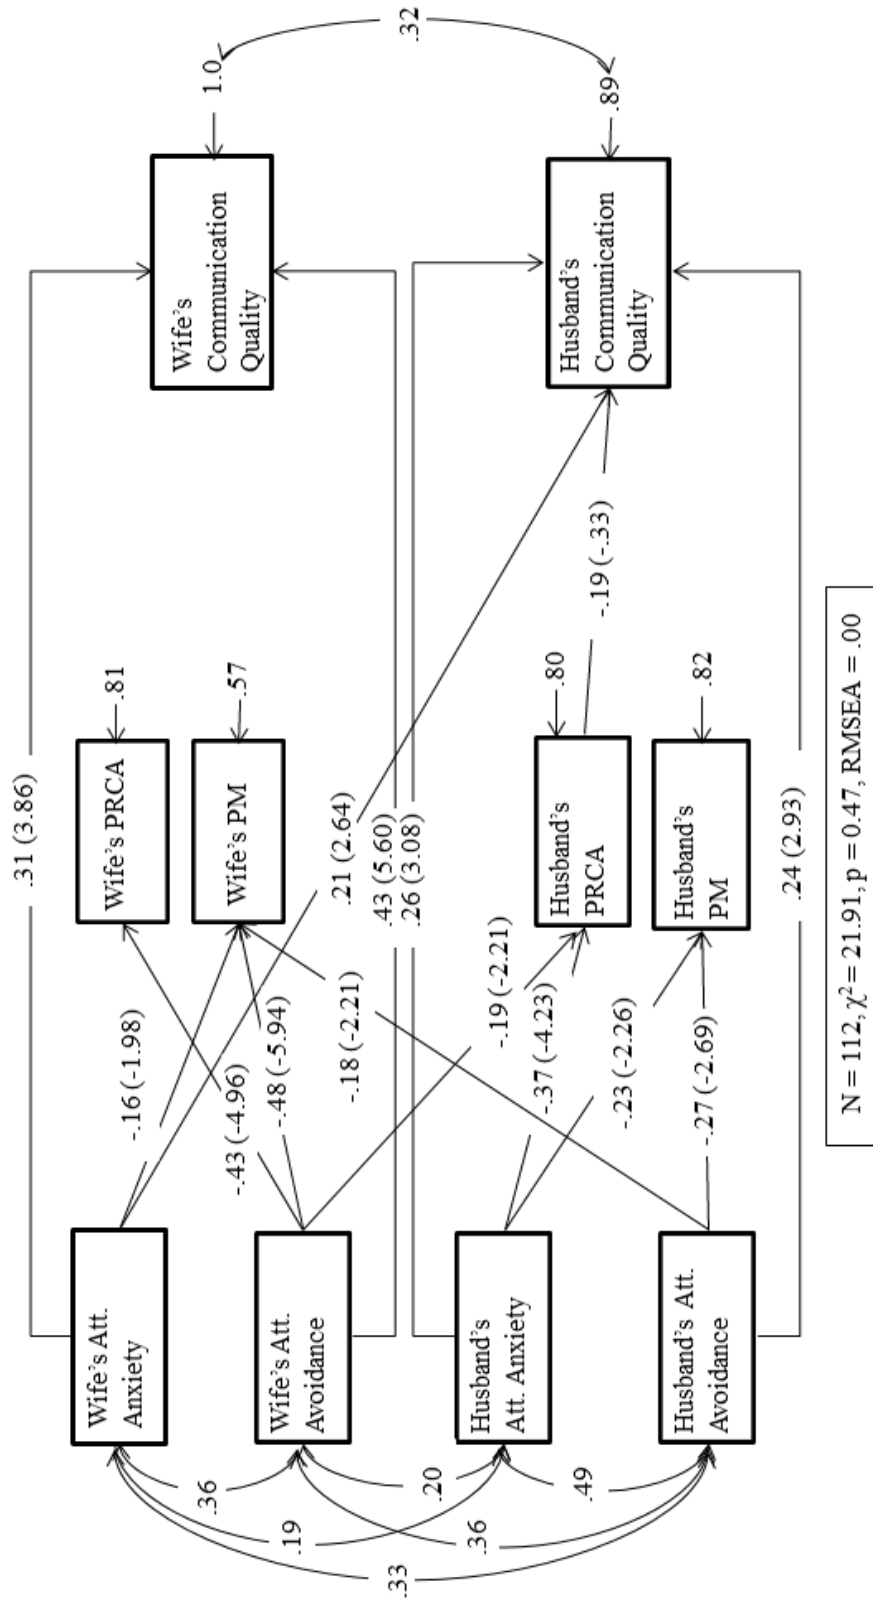 .31 (3.86)
Wife's Att.
Anxiety
Wife's PRCA
.81
Wife's
Communication
Quality
1.0
-.16 (-1.98)
Wife's PM
.57
.36
-.43 (-4.96)
-.48 (-5.94)
Wife's Att.
Avoidance
.21 (2.64)
-.18 (-2.21)
.43 (5.60)
.26 (3.08)
.19
.33
.20
.36
.32
Husband's
Att. Anxiety
-.19 (-2.21)
-.37 (-4.23)
Husband's
PRCA
.80
-.19 (-.33)
Husband's
Communication
Quality
.89
.49
-.23 (-2.26)
Husband's Att.
Avoidance
-.27 (-2.69)
Husband's
PM
.82
.24 (2.93)
N = 112, χ² = 21.91, p = 0.47, RMSEA = .00